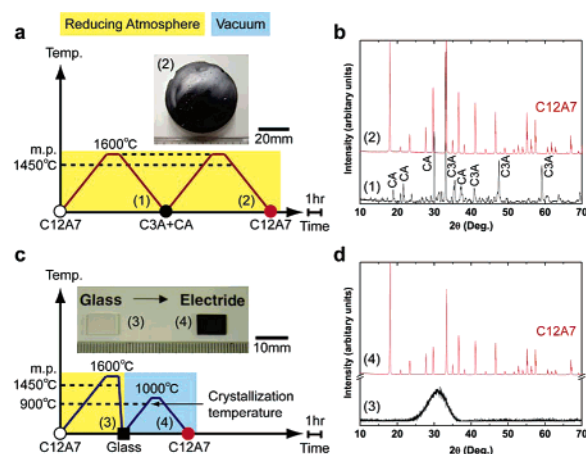 Reducing Atmosphere Vacuum
a
Temp.
(2)
20mm
m.p.
1600℃
1450℃
(1)
(2)
1hr
C12A7
C3A+CA
C12A7
Time
b
Intensity (arbitary units)
C12A7
(2)
CA
CA
CA
C3A
CA
C3A
C3A
C3A
(1)
10 20 30 40 50 60 70
2θ (Deg.)
c
Temp.
Glass → Electride
(3)
(4)
10mm
m.p.
1600℃
1450℃
1000℃
900℃
Crystallization
temperature
(3)
(4)
1hr
C12A7
Glass
C12A7
Time
d
Intensity (arbitary units)
C12A7
(4)
(3)
10 20 30 40 50 60 70
2θ (Deg.)